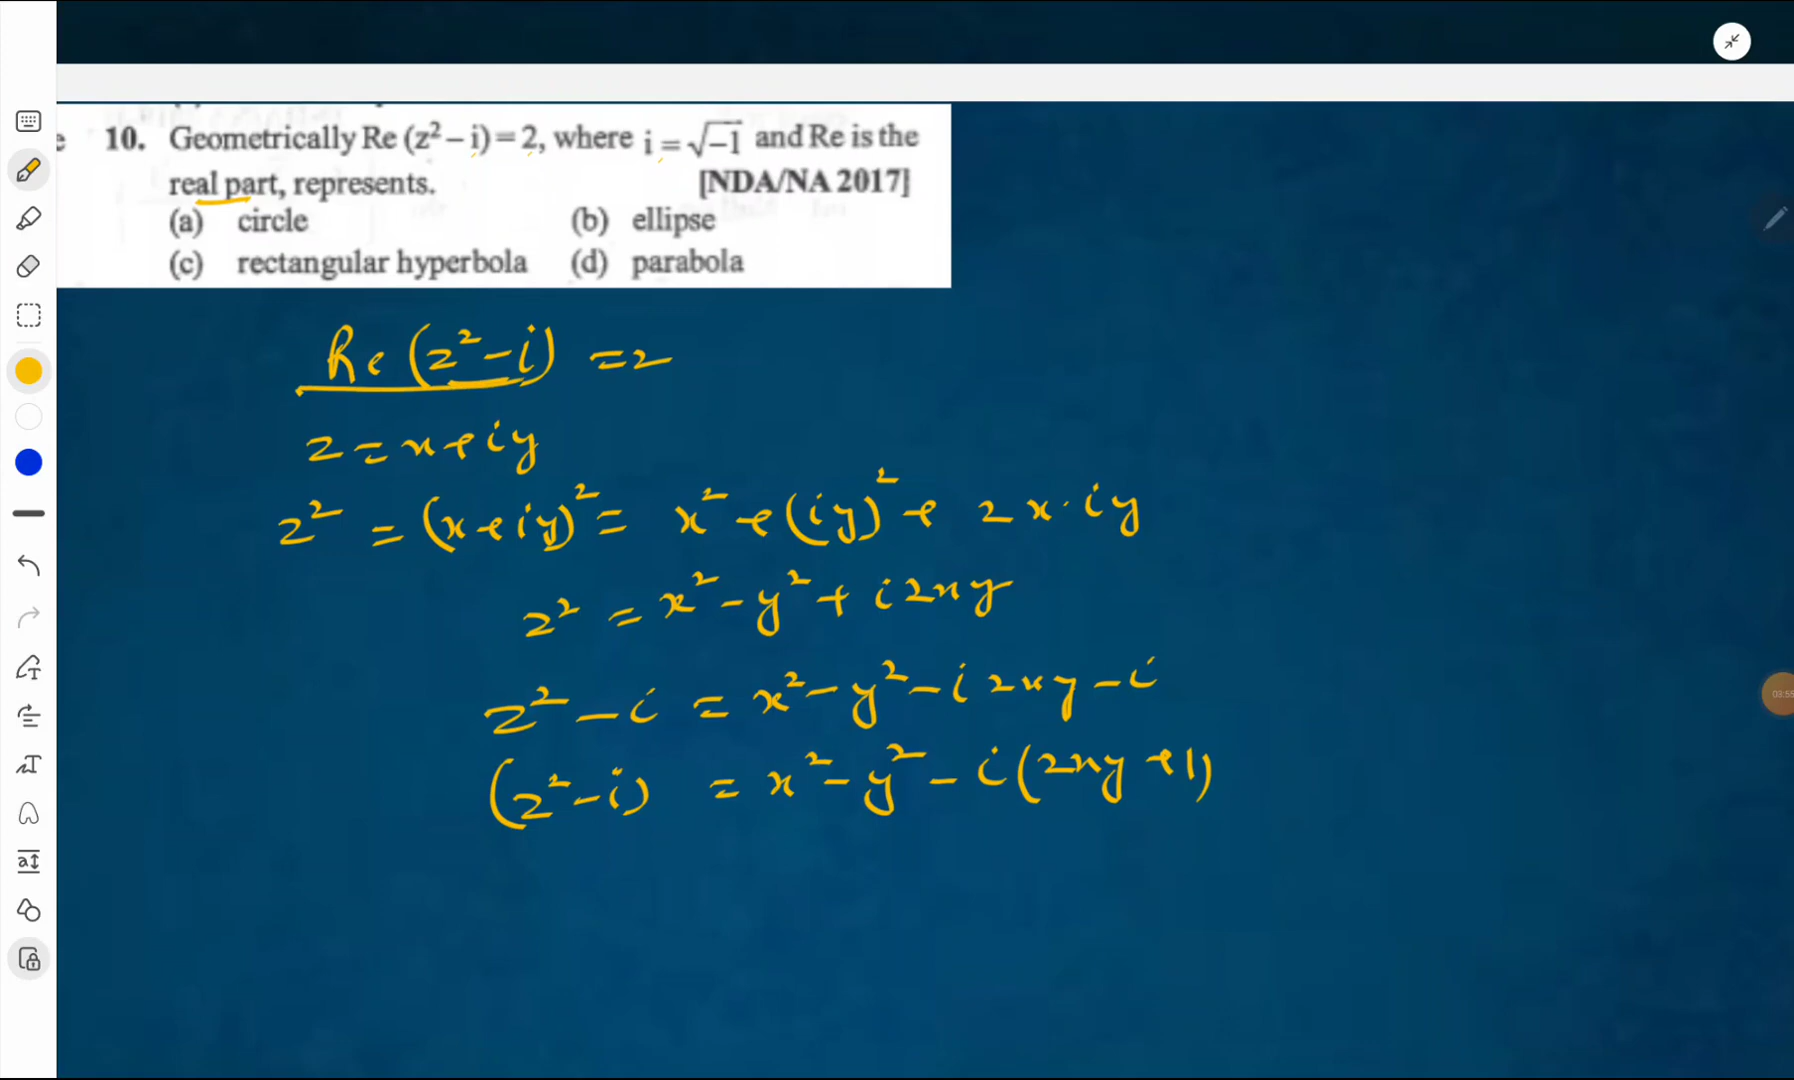 10. Geometrically Re (z² – i) = 2, where i = √–1 and Re is the
real part, represents. [NDA/NA 2017]
(a) circle (b) ellipse
(c) rectangular hyperbola (d) parabola
Re (z² – i) = 2
z = x + iy
z² = (x + iy)² = x² + (iy)² + 2x · iy
z² = x² – y² + i2xy
z² – i = x² – y² – i2xy – i
(z² – i) = x² – y² – i(2xy + 1)
03:55